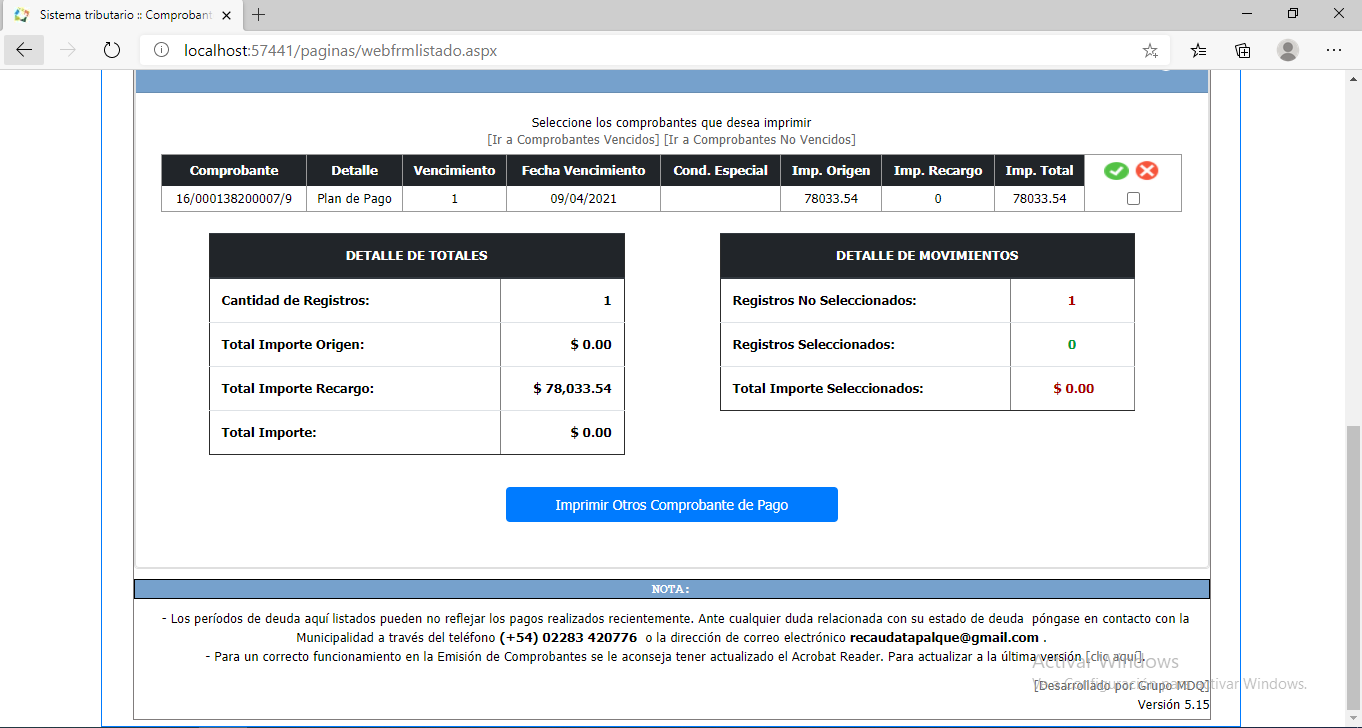 Sistema tributario :: Comprobant
localhost:57441/paginas/webfrmlistado.aspx
Seleccione los comprobantes que desea imprimir
[Ir a Comprobantes Vencidos] [Ir a Comprobantes No Vencidos]
Comprobante Detalle Vencimiento Fecha Vencimiento Cond. Especial Imp. Origen Imp. Recargo Imp. Total
16/000138200007/9 Plan de Pago 1 09/04/2021 78033.54 0 78033.54
DETALLE DE TOTALES
Cantidad de Registros: 1
Total Importe Origen: $ 0.00
Total Importe Recargo: $ 78,033.54
Total Importe: $ 0.00
DETALLE DE MOVIMIENTOS
Registros No Seleccionados: 1
Registros Seleccionados: 0
Total Importe Seleccionados: $ 0.00
Imprimir Otros Comprobante de Pago
NOTA:
- Los períodos de deuda aquí listados pueden no reflejar los pagos realizados recientemente. Ante cualquier duda relacionada con su estado de deuda póngase en contacto con la
Municipalidad a través del teléfono (+54) 02283 420776 o la dirección de correo electrónico recaudatapalque@gmail.com .
- Para un correcto funcionamiento en la Emisión de Comprobantes se le aconseja tener actualizado el Acrobat Reader. Para actualizar a la última versión [clic aquí].
Activar Windows
[Desarrollado por Grupo MDQ]
Ve a Configuración para activar Windows.
Versión 5.15